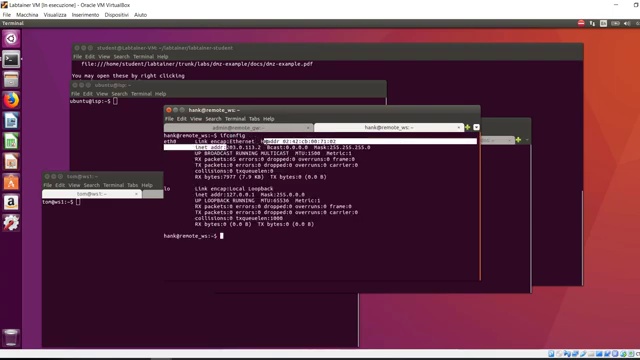 Labtainer VM [In esecuzione] - Oracle VM VirtualBox
File Macchina Visualizza Inserimento Dispositivi Aiuto
Terminal
student@Labtainer-VM: ~/labtainer/labtainer-student
File Edit View Search Terminal Help
file:///home/student/labtainer/trunk/labs/dmz-example/docs/dmz-example.pdf
You may open these by right clicking
ubuntu@isp: ~
File Edit View Search Terminal Help
ubuntu@isp:~$
hank@remote_ws: ~
File Edit View Search Terminal Tabs Help
admin@remote_gw: ~
hank@remote_ws: ~
hank@remote_ws:~$ ifconfig
eth0 Link encap:Ethernet HWaddr 02:42:cb:00:71:02
inet addr:203.0.113.2 Bcast:0.0.0.0 Mask:255.255.255.0
UP BROADCAST RUNNING MULTICAST MTU:1500 Metric:1
RX packets:65 errors:0 dropped:0 overruns:0 frame:0
TX packets:0 errors:0 dropped:0 overruns:0 carrier:0
collisions:0 txqueuelen:0
RX bytes:7977 (7.9 KB) TX bytes:0 (0.0 B)
lo Link encap:Local Loopback
inet addr:127.0.0.1 Mask:255.0.0.0
UP LOOPBACK RUNNING MTU:65536 Metric:1
RX packets:0 errors:0 dropped:0 overruns:0 frame:0
TX packets:0 errors:0 dropped:0 overruns:0 carrier:0
collisions:0 txqueuelen:1000
RX bytes:0 (0.0 B) TX bytes:0 (0.0 B)
hank@remote_ws:~$
tom@ws1: ~
File Edit View Search Terminal Tabs Help
tom@ws1: ~
tom@ws1:~$